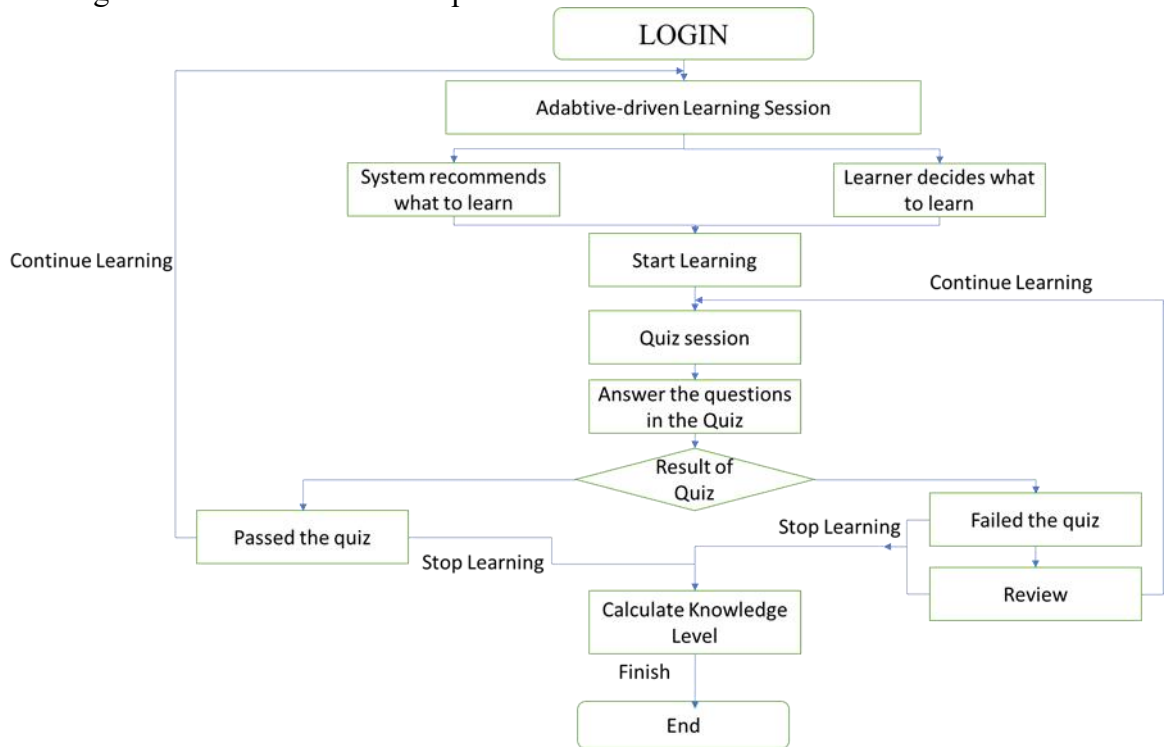 LOGIN
Adabtive-driven Learning Session
System recommends
what to learn
Learner decides what
to learn
Continue Learning
Start Learning
Continue Learning
Quiz session
Answer the questions
in the Quiz
Result of
Quiz
Passed the quiz
Stop Learning
Failed the quiz
Stop Learning
Review
Calculate Knowledge
Level
Finish
End